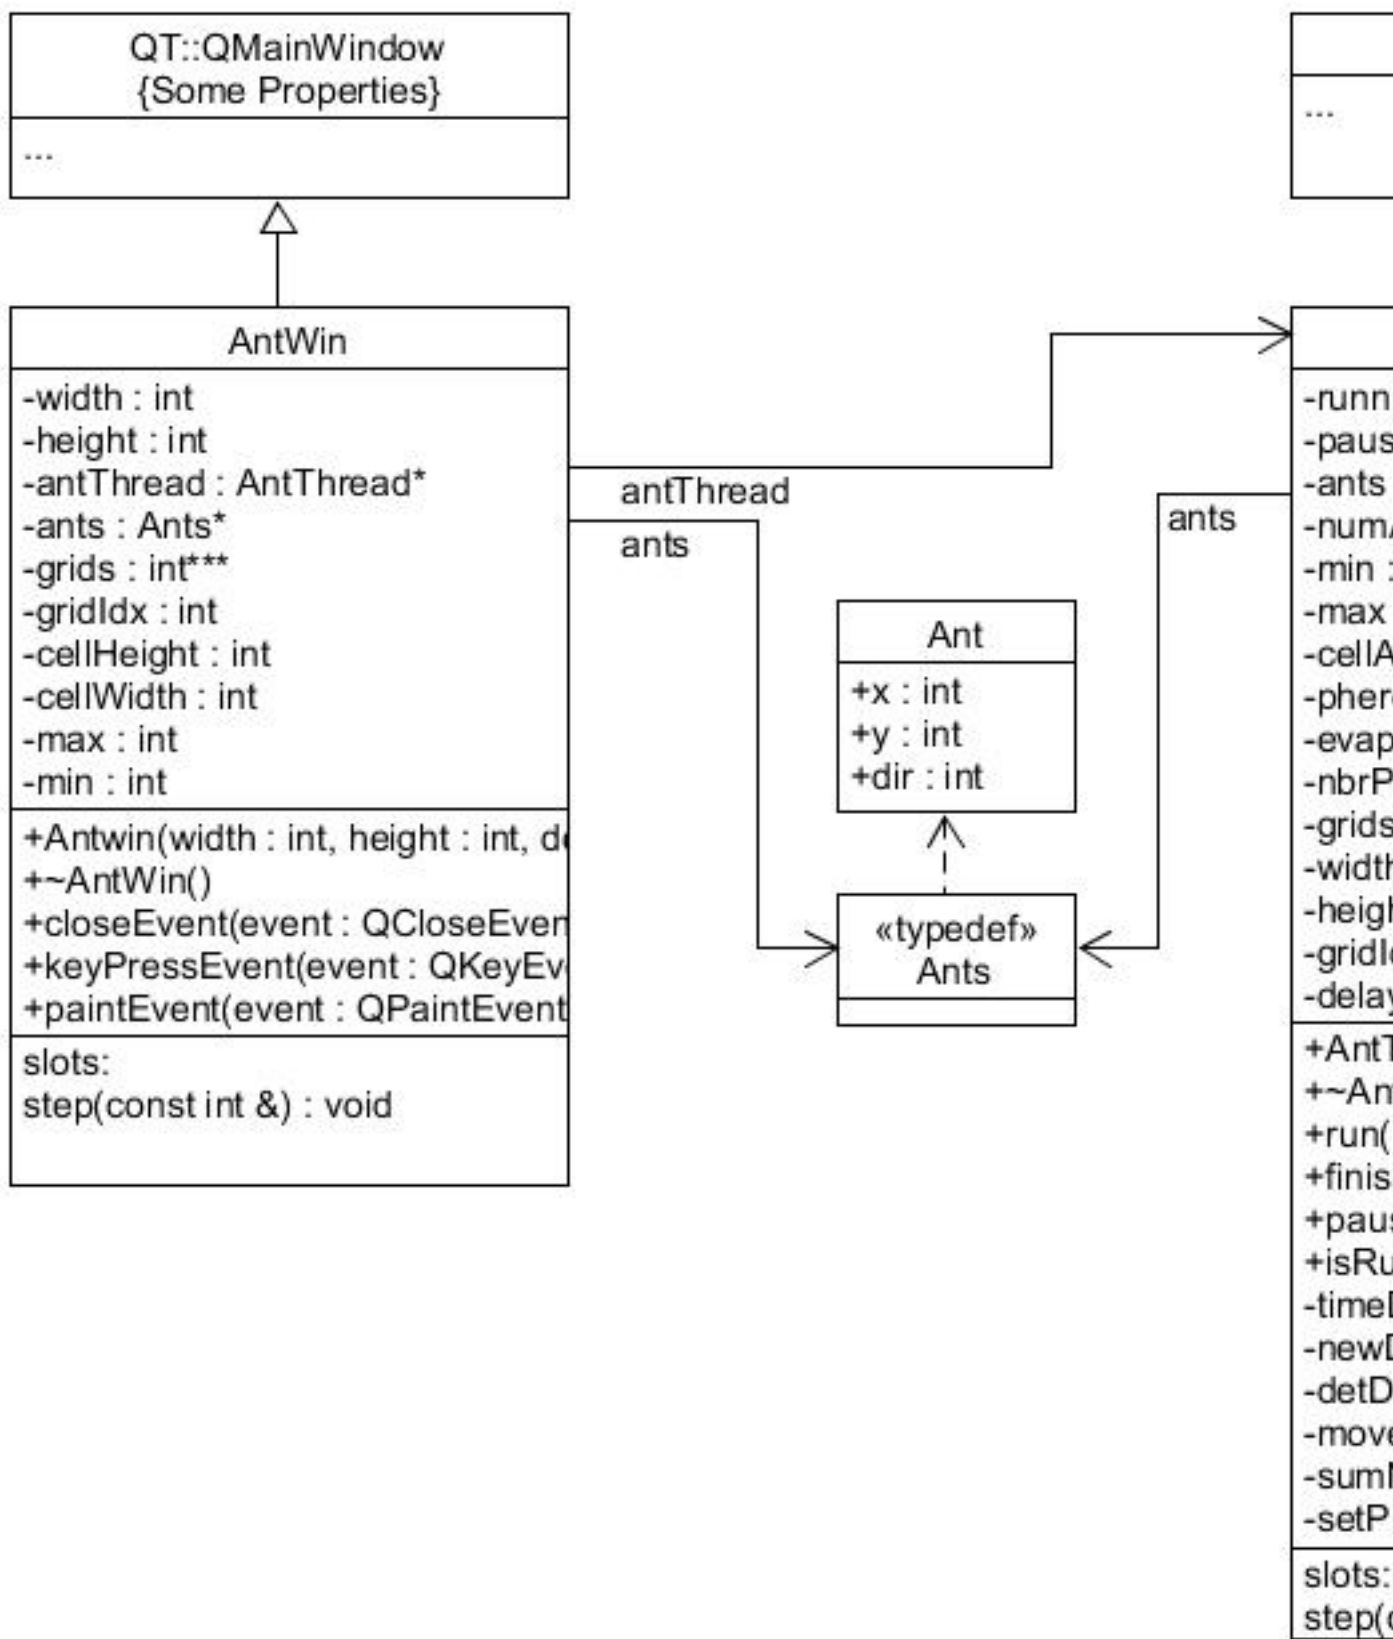 QT::QMainWindow
{Some Properties}
...
AntWin
-width : int
-height : int
-antThread : AntThread*
-ants : Ants*
-grids : int***
-gridIdx : int
-cellHeight : int
-cellWidth : int
-max : int
-min : int
+Antwin(width : int, height : int, d
+~AntWin()
+closeEvent(event : QCloseEven
+keyPressEvent(event : QKeyEv
+paintEvent(event : QPaintEvent
slots:
step(const int &) : void
antThread
ants
Ant
+x : int
+y : int
+dir : int
«typedef»
Ants
ants
...
-runn
-paus
-ants
-num
-min :
-max
-cellA
-pher
-evap
-nbrP
-grids
-width
-heigh
-gridI
-delay
+AntT
+~An
+run(
+finis
+paus
+isRu
-time
-new
-detD
-move
-sum
-setP
slots:
step(